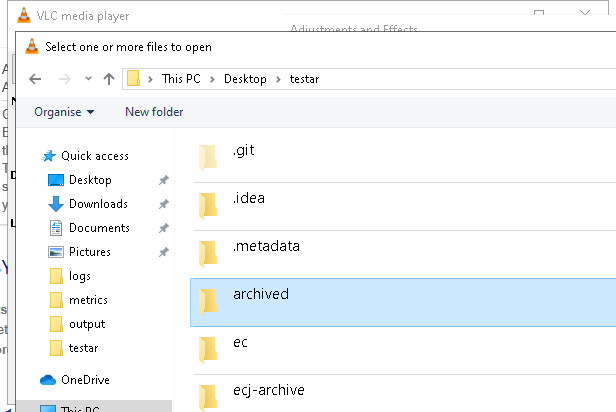 VLC media player
Adjustments and Effects
Select one or more files to open
This PC > Desktop > testar
Organise New folder
Quick access
Desktop
Downloads
Documents
Pictures
logs
metrics
output
testar
OneDrive
This PC
.git
.idea
.metadata
archived
ec
ecj-archive